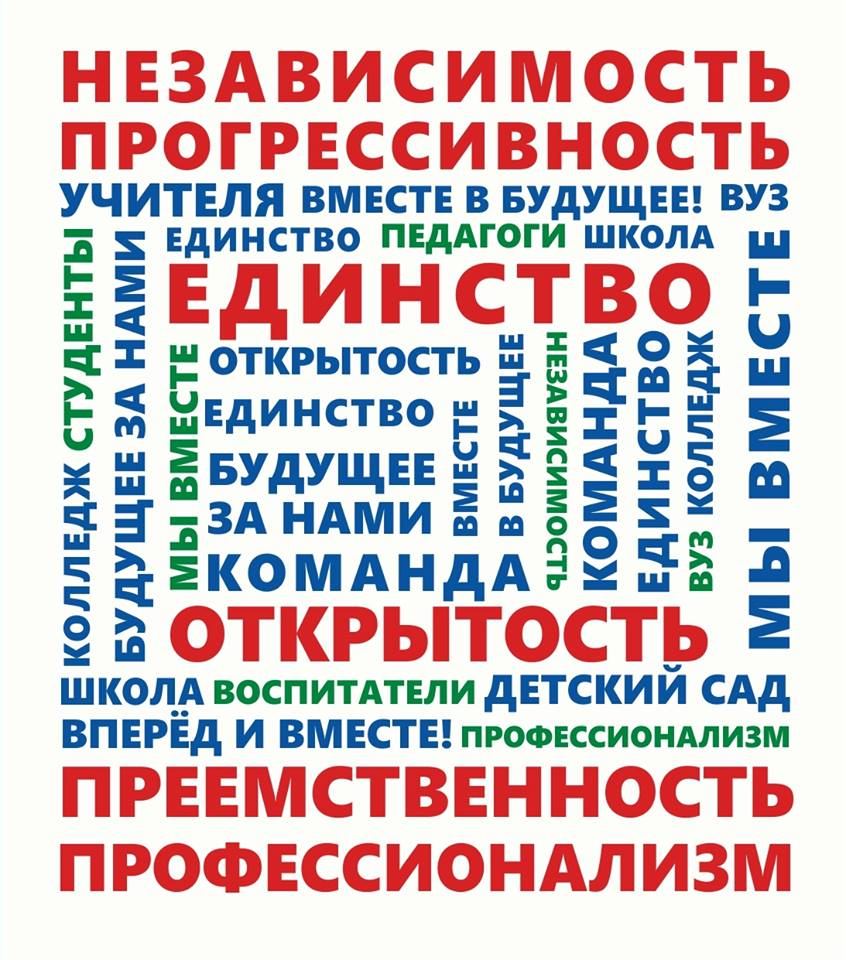 НЕЗАВИСИМОСТЬ
ПРОГРЕССИВНОСТЬ
УЧИТЕЛЯ ВМЕСТЕ В БУДУЩЕЕ! ВУЗ
ЕДИНСТВО ПЕДАГОГИ ШКОЛА
КОЛЛЕДЖ СТУДЕНТЫ
БУДУЩЕЕ ЗА НАМИ
ЕДИНСТВО
МЫ ВМЕСТЕ
ОТКРЫТОСТЬ
ЕДИНСТВО
БУДУЩЕЕ
ЗА НАМИ
КОМАНДА
ВМЕСТЕ
В БУДУЩЕЕ
НЕЗАВИСИМОСТЬ
КОМАНДА
ЕДИНСТВО
ВУЗ КОЛЛЕДЖ
МЫ ВМЕСТЕ
ОТКРЫТОСТЬ
ШКОЛА ВОСПИТАТЕЛИ ДЕТСКИЙ САД
ВПЕРЁД И ВМЕСТЕ! ПРОФЕССИОНАЛИЗМ
ПРЕЕМСТВЕННОСТЬ
ПРОФЕССИОНАЛИЗМ